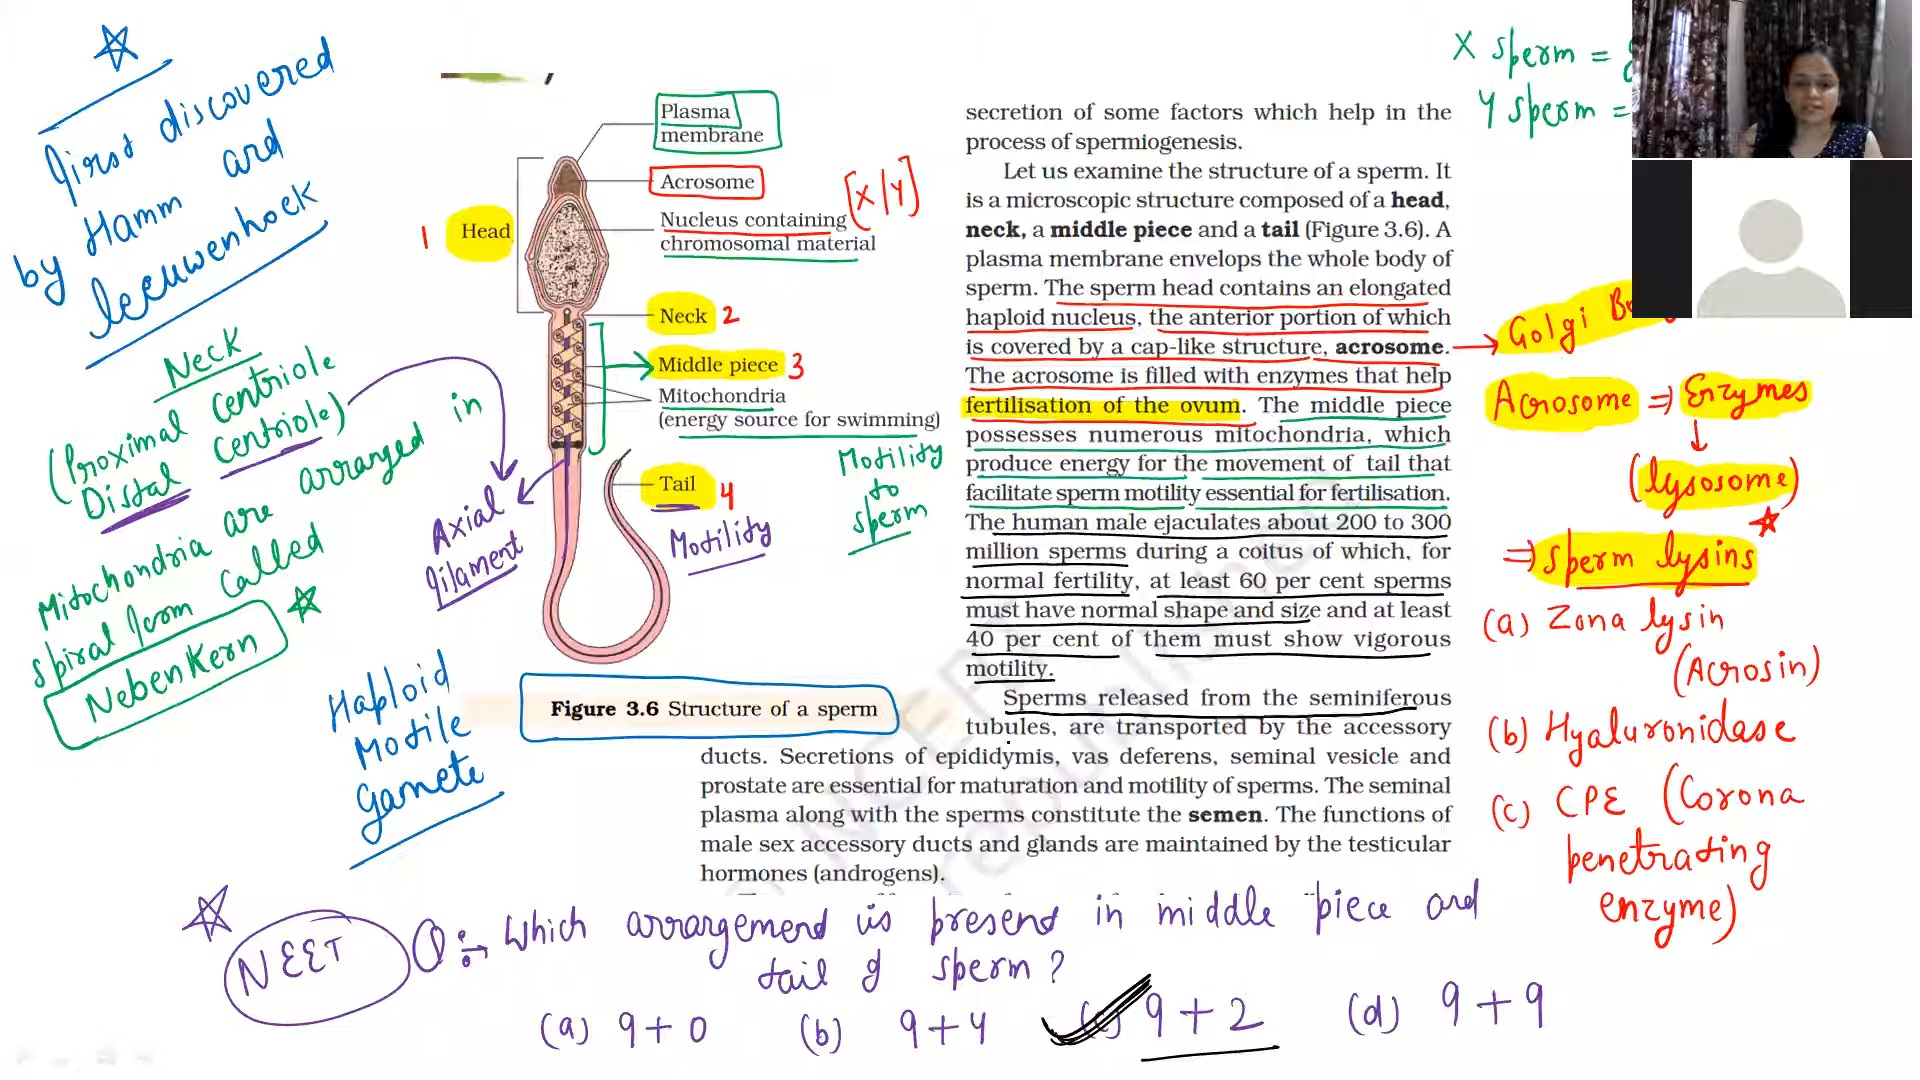 First discovered
by Hamm and
Leeuwenhoek
Neck
(Proximal centriole
Distal centriole)
Mitochondria are arranged in
spiral form called
NebenKern
Haploid
Motile
gamete
Axial
filament
1
Head
Plasma
membrane
Acrosome
Nucleus containing
chromosomal material
[X/Y]
Neck 2
Middle piece 3
Mitochondria
(energy source for swimming)
Motility
to
sperm
Tail 4
Motility
Figure 3.6 Structure of a sperm
secretion of some factors which help in the
process of spermiogenesis.
Let us examine the structure of a sperm. It
is a microscopic structure composed of a head,
neck, a middle piece and a tail (Figure 3.6). A
plasma membrane envelops the whole body of
sperm. The sperm head contains an elongated
haploid nucleus, the anterior portion of which
is covered by a cap-like structure, acrosome.
The acrosome is filled with enzymes that help
fertilisation of the ovum. The middle piece
possesses numerous mitochondria, which
produce energy for the movement of tail that
facilitate sperm motility essential for fertilisation.
The human male ejaculates about 200 to 300
million sperms during a coitus of which, for
normal fertility, at least 60 per cent sperms
must have normal shape and size and at least
40 per cent of them must show vigorous
motility.
Sperms released from the seminiferous
tubules, are transported by the accessory
ducts. Secretions of epididymis, vas deferens, seminal vesicle and
prostate are essential for maturation and motility of sperms. The seminal
plasma along with the sperms constitute the semen. The functions of
male sex accessory ducts and glands are maintained by the testicular
hormones (androgens).
X sperm =
Y sperm =
→ Golgi
Acrosome ⇒ Enzymes
↓
(lysosome)
⇒ Sperm lysins
(a) Zona lysin
(Acrosin)
(b) Hyaluronidase
(c) CPE (Corona
penetrating
enzyme)
NEET Q:→ Which arrangement is present in middle piece and
tail of sperm?
(a) 9+0 (b) 9+4 (c) 9+2 (d) 9+9